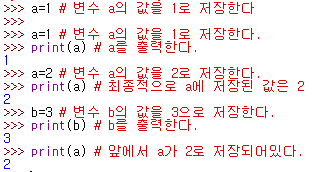 >>> a=1 # 변수 a의 값을 1로 저장한다
>>>
>>> a=1 # 변수 a의 값을 1로 저장한다.
>>> print(a) # a를 출력한다.
1
>>> a=2 # 변수 a의 값을 2로 저장한다.
>>> print(a) # 최종적으로 a에 저장된 값은 2
2
>>> b=3 # 변수 b의 값을 3으로 저장한다.
>>> print(b) # b를 출력한다.
3
>>> print(a) # 앞에서 a가 2로 저장되어있다.
2